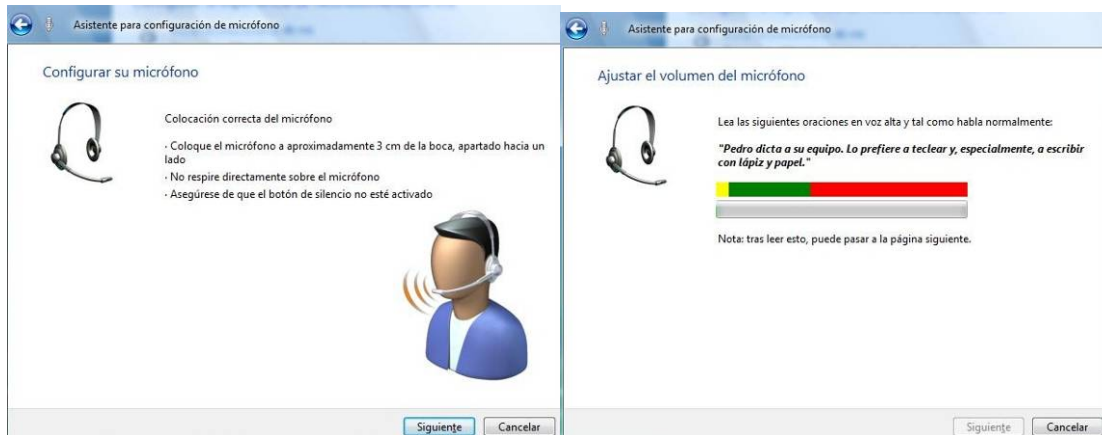 Asistente para configuración de micrófono
Configurar su micrófono
Colocación correcta del micrófono
· Coloque el micrófono a aproximadamente 3 cm de la boca, apartado hacia un
lado
· No respire directamente sobre el micrófono
· Asegúrese de que el botón de silencio no esté activado
Siguiente
Cancelar
Asistente para configuración de micrófono
Ajustar el volumen del micrófono
Lea las siguientes oraciones en voz alta y tal como habla normalmente:
"Pedro dicta a su equipo. Lo prefiere a teclear y, especialmente, a escribir
con lápiz y papel."
Nota: tras leer esto, puede pasar a la página siguiente.
Siguiente
Cancelar